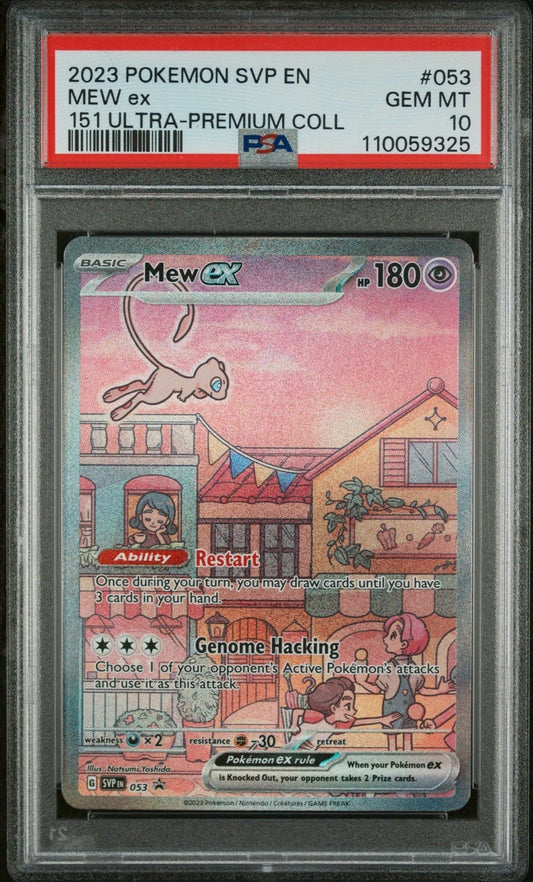 2023 POKEMON SVP EN #053
MEW ex GEM MT
151 ULTRA-PREMIUM COLL 10
PSA 110059325
BASIC Mew ex HP 180
Ability Restart
Once during your turn, you may draw cards until you have
3 cards in your hand.
Genome Hacking
Choose 1 of your opponent's Active Pokémon's attacks
and use it as this attack.
weakness ×2 resistance -30 retreat
Pokémon ex rule When your Pokémon ex
is Knocked Out, your opponent takes 2 Prize cards.
Illus. Natsumi Yoshida
G SVP EN 053
©2023 Pokémon / Nintendo / Creatures / GAME FREAK
PSA